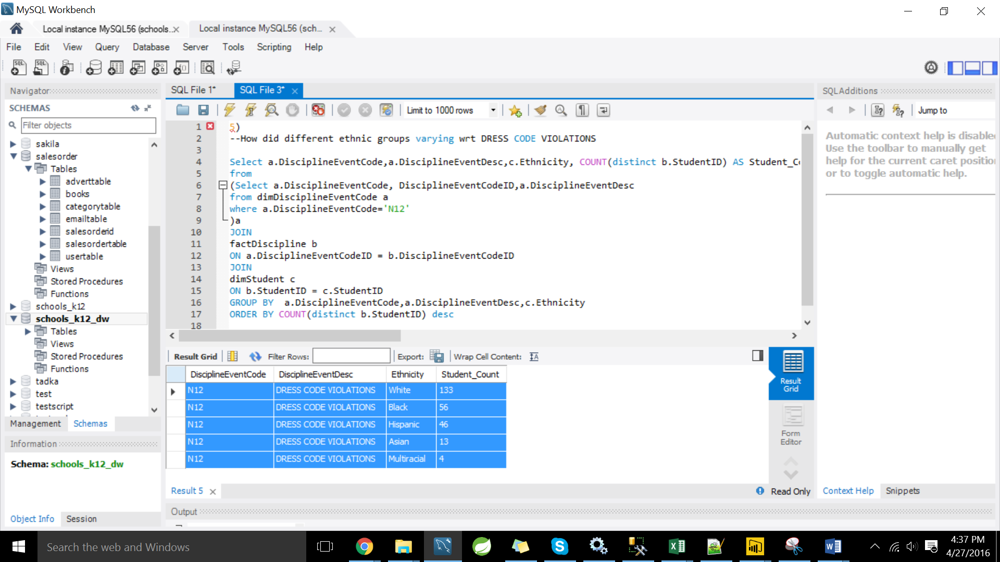 MySQL Workbench
Local instance MySQL56 (schools...
Local instance MySQL56 (sch...
File Edit View Query Database Server Tools Scripting Help
Navigator
SCHEMAS
Filter objects
sakila
salesorder
Tables
adverttable
books
categorytable
emailtable
salesorderid
salesordertable
usertable
Views
Stored Procedures
Functions
schools_k12
schools_k12_dw
Tables
Views
Stored Procedures
Functions
tadka
test
testscript
Management Schemas
Information
Schema: schools_k12_dw
Object Info Session
SQL File 1* SQL File 3*
Limit to 1000 rows
1 5)
2 --How did different ethnic groups varying wrt DRESS CODE VIOLATIONS
3
4 Select a.DisciplineEventCode,a.DisciplineEventDesc,c.Ethnicity, COUNT(distinct b.StudentID) AS Student_C
5 from
6 (Select a.DisciplineEventCode, DisciplineEventCodeID,a.DisciplineEventDesc
7 from dimDisciplineEventCode a
8 where a.DisciplineEventCode='N12'
9 )a
10 JOIN
11 factDiscipline b
12 ON a.DisciplineEventCodeID = b.DisciplineEventCodeID
13 JOIN
14 dimStudent c
15 ON b.StudentID = c.StudentID
16 GROUP BY  a.DisciplineEventCode,a.DisciplineEventDesc,c.Ethnicity
17 ORDER BY COUNT(distinct b.StudentID) desc
18
Result Grid Filter Rows: Export: Wrap Cell Content:
DisciplineEventCode DisciplineEventDesc Ethnicity Student_Count
N12 DRESS CODE VIOLATIONS White 133
N12 DRESS CODE VIOLATIONS Black 56
N12 DRESS CODE VIOLATIONS Hispanic 46
N12 DRESS CODE VIOLATIONS Asian 13
N12 DRESS CODE VIOLATIONS Multiracial 4
Result
Grid
Form
Editor
Result 5
Read Only
Output
SQLAdditions
Jump to
Automatic context help is disable
Use the toolbar to manually get
help for the current caret position
or to toggle automatic help.
Context Help Snippets
Search the web and Windows
4:37 PM
4/27/2016